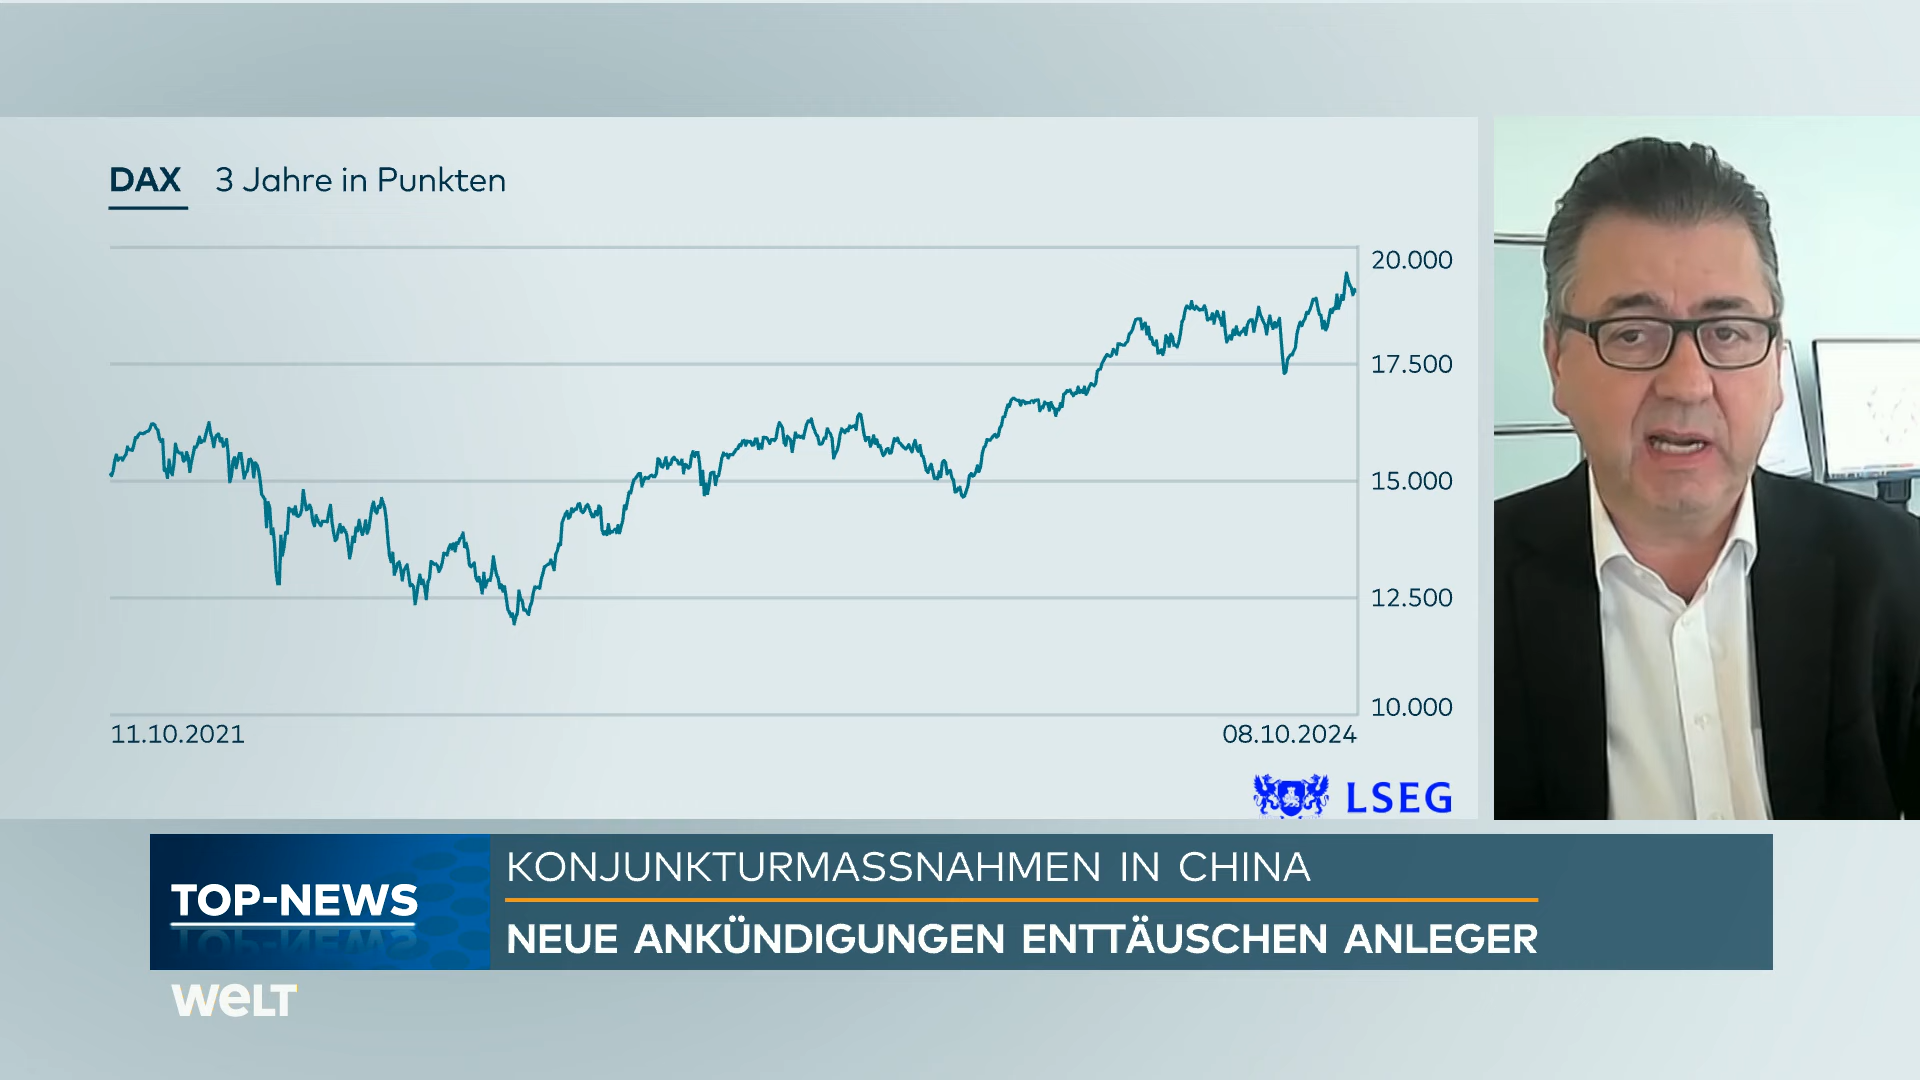 DAX 3 Jahre in Punkten
20.000
17.500
15.000
12.500
10.000
11.10.2021 08.10.2024
LSEG
TOP-NEWS
KONJUNKTURMASSNAHMEN IN CHINA
NEUE ANKÜNDIGUNGEN ENTTÄUSCHEN ANLEGER
WELT